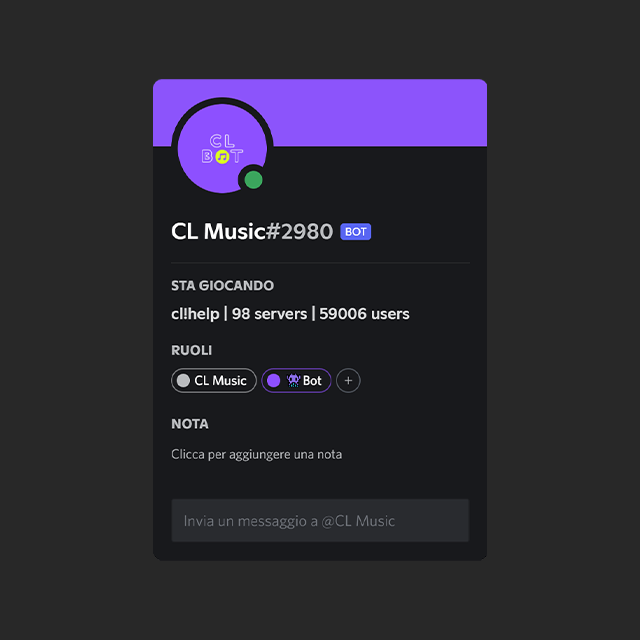 CL
BOT
CL Music#2980 BOT
STA GIOCANDO
cl!help | 98 servers | 59006 users
RUOLI
CL Music Bot +
NOTA
Clicca per aggiungere una nota
Invia un messaggio a @CL Music